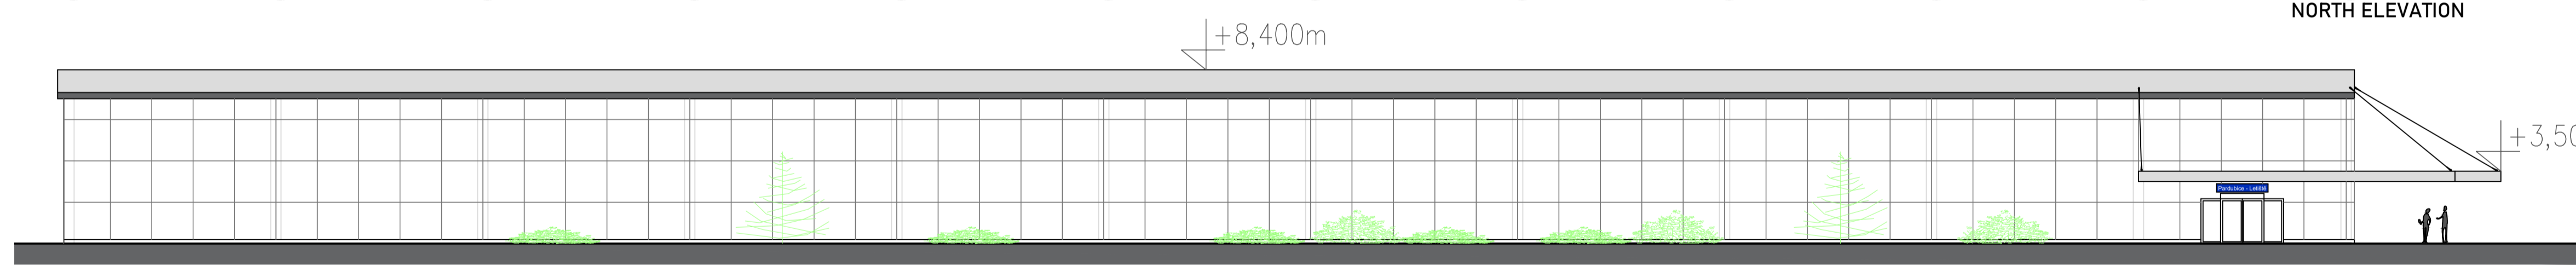 NORTH ELEVATION
+8,400m
+3,50
Pardubice - Letiště